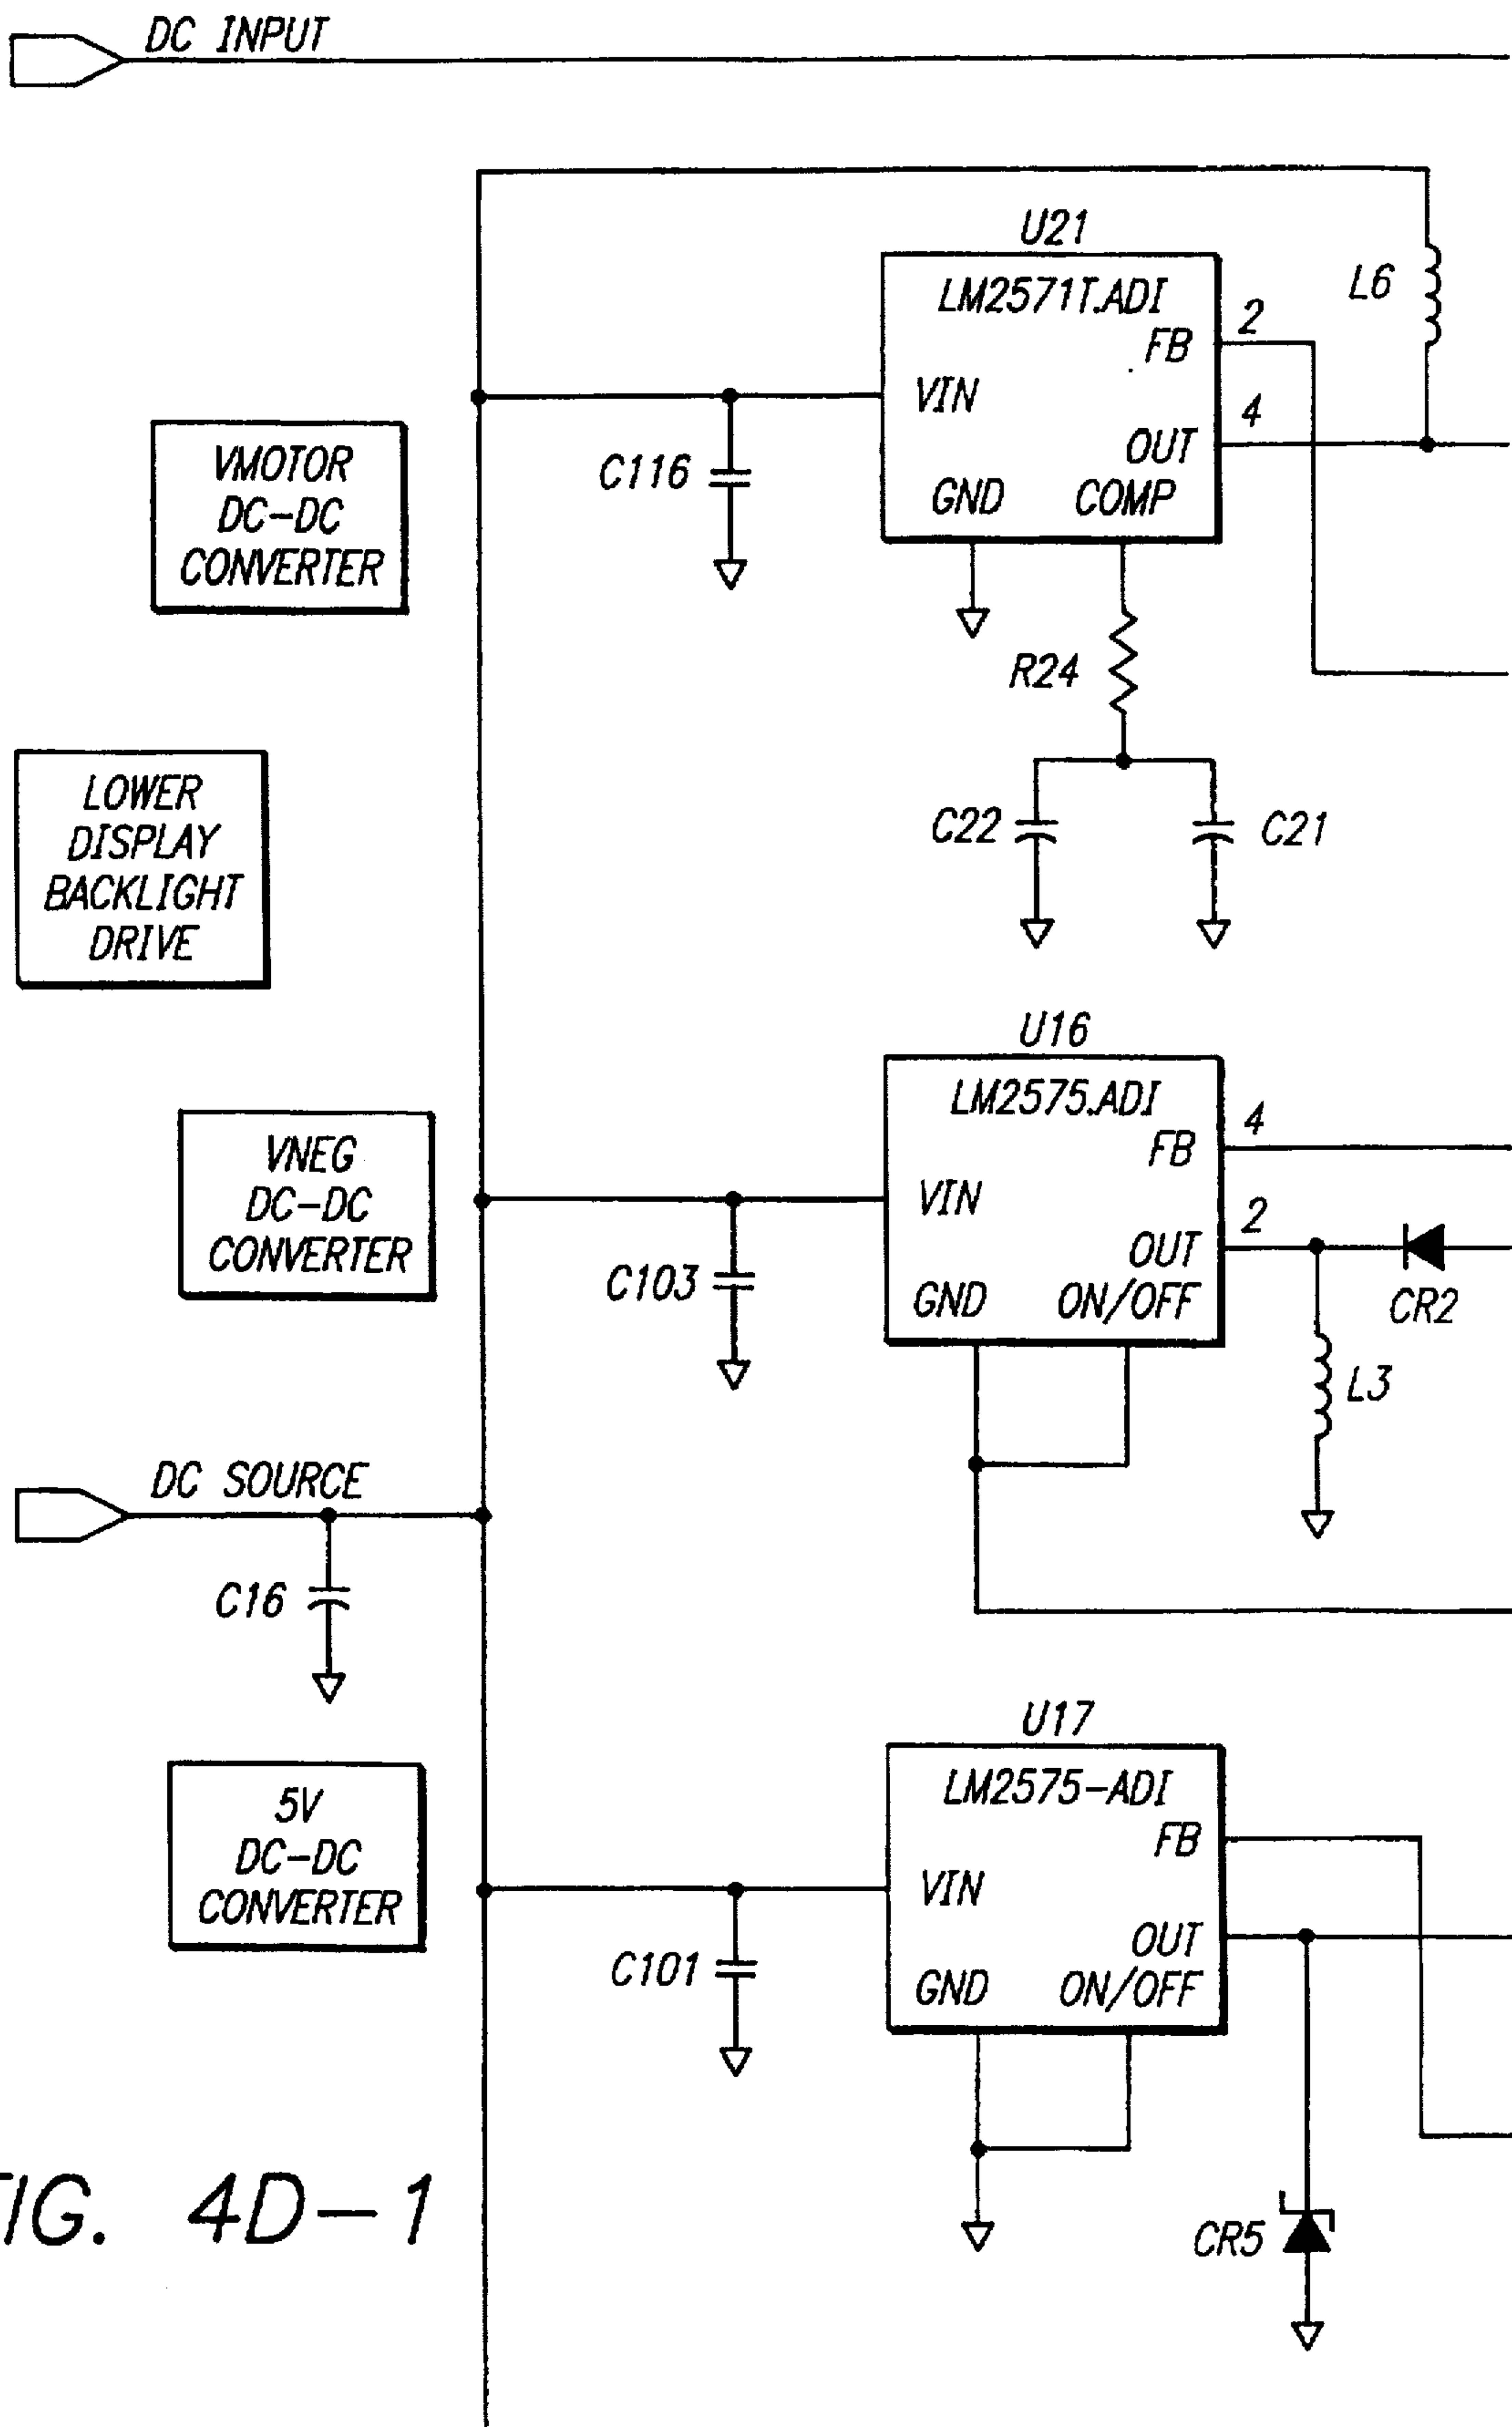 DC INPUT
U21
LM2571T.ADI
FB
2
L6
VIN
4
OUT
GND
COMP
C116
VMOTOR
DC-DC
CONVERTER
R24
C22
C21
LOWER
DISPLAY
BACKLIGHT
DRIVE
U16
LM2575.ADI
FB
4
VIN
2
OUT
GND
ON/OFF
CR2
C103
L3
VNEG
DC-DC
CONVERTER
DC SOURCE
C16
U17
LM2575-ADI
FB
VIN
OUT
GND
ON/OFF
C101
5V
DC-DC
CONVERTER
CR5
IG. 4D-1